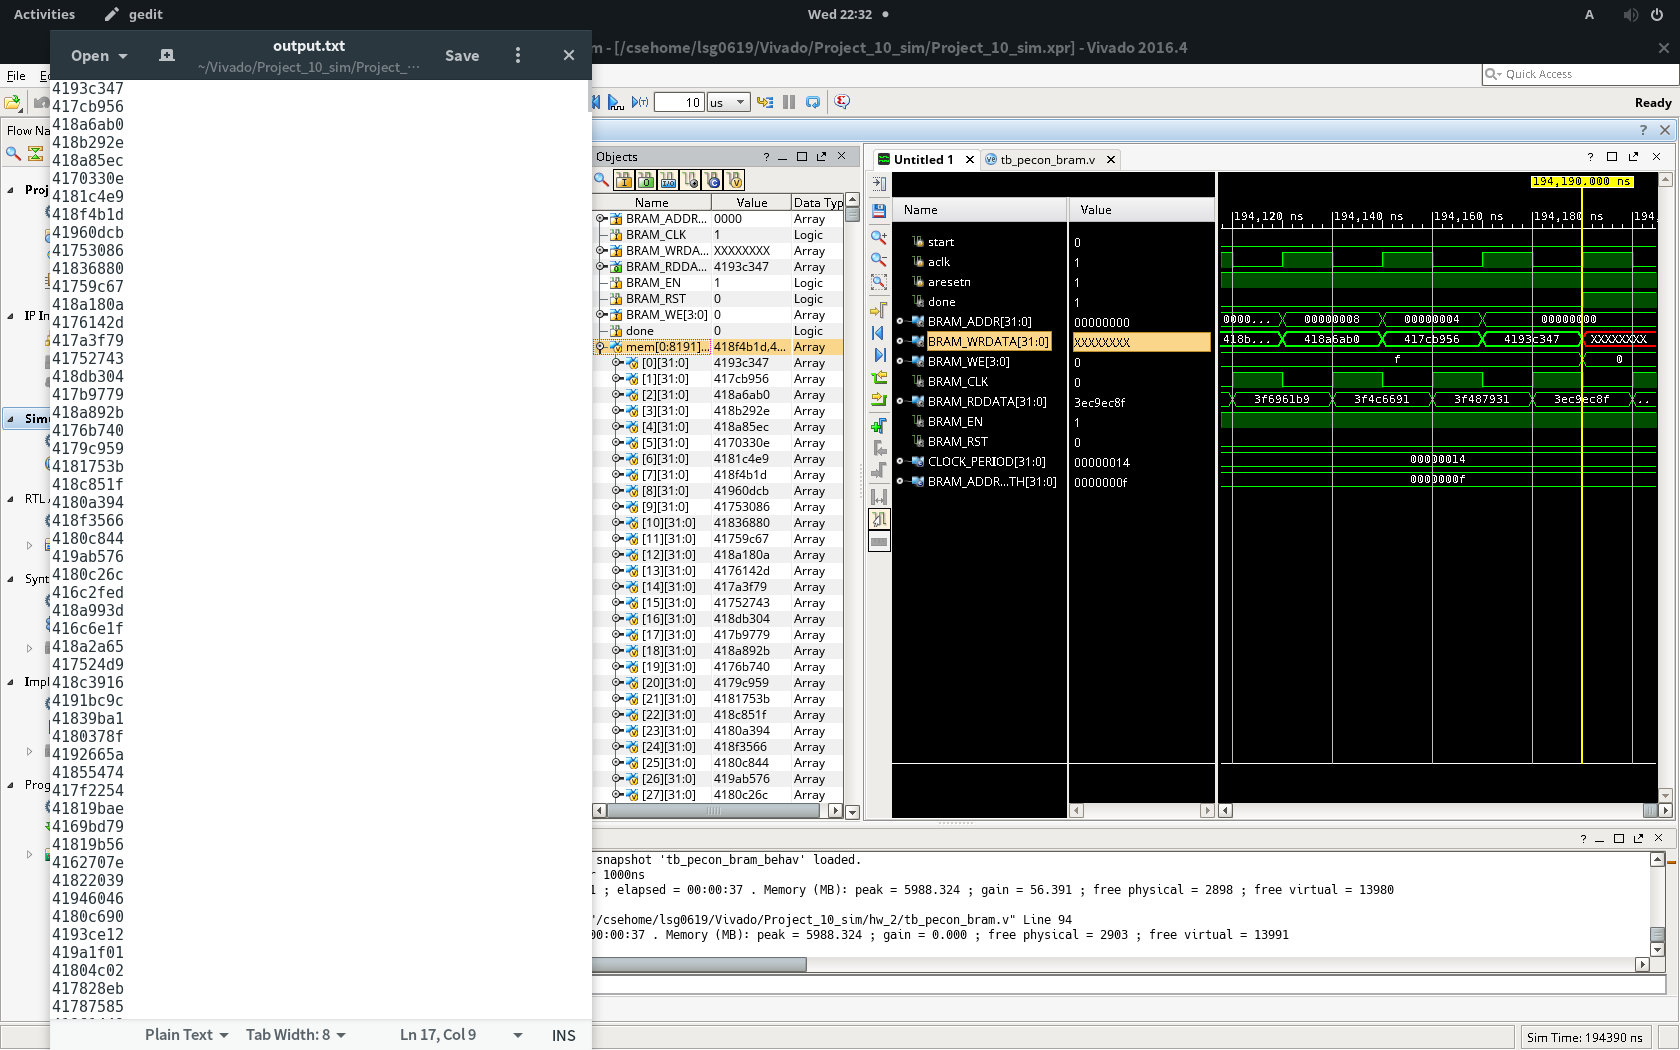 Activities
gedit
Wed 22:32
A
Open
output.txt
~/Vivado/Project_10_sim/Project_···
Save
m - [/csehome/lsg0619/Vivado/Project_10_sim/Project_10_sim.xpr] - Vivado 2016.4
File
Quick Access
10
us
Ready
Flow Na
Proj
IP In
Sim
RTL
Synt
Impl
Prog
4193c347
417cb956
418a6ab0
418b292e
418a85ec
4170330e
4181c4e9
418f4b1d
41960dcb
41753086
41836880
41759c67
418a180a
4176142d
417a3f79
41752743
418db304
417b9779
418a892b
4176b740
4179c959
4181753b
418c851f
4180a394
418f3566
4180c844
419ab576
4180c26c
416c2fed
418a993d
416c6e1f
418a2a65
417524d9
418c3916
4191bc9c
41839ba1
4180378f
4192665a
41855474
417f2254
41819bae
4169bd79
41819b56
4162707e
41822039
41946046
4180c690
4193ce12
419a1f01
41804c02
417828eb
41787585
Plain Text
Tab Width: 8
Ln 17, Col 9
INS
Objects
Name Value Data Typ
BRAM_ADDR... 0000 Array
BRAM_CLK 1 Logic
BRAM_WRDA... XXXXXXXX Array
BRAM_RDDA... 4193c347 Array
BRAM_EN 1 Logic
BRAM_RST 0 Logic
BRAM_WE[3:0] 0 Array
done 0 Logic
mem[0:8191]... 418f4b1d,4... Array
[0][31:0] 4193c347 Array
[1][31:0] 417cb956 Array
[2][31:0] 418a6ab0 Array
[3][31:0] 418b292e Array
[4][31:0] 418a85ec Array
[5][31:0] 4170330e Array
[6][31:0] 4181c4e9 Array
[7][31:0] 418f4b1d Array
[8][31:0] 41960dcb Array
[9][31:0] 41753086 Array
[10][31:0] 41836880 Array
[11][31:0] 41759c67 Array
[12][31:0] 418a180a Array
[13][31:0] 4176142d Array
[14][31:0] 417a3f79 Array
[15][31:0] 41752743 Array
[16][31:0] 418db304 Array
[17][31:0] 417b9779 Array
[18][31:0] 418a892b Array
[19][31:0] 4176b740 Array
[20][31:0] 4179c959 Array
[21][31:0] 4181753b Array
[22][31:0] 418c851f Array
[23][31:0] 4180a394 Array
[24][31:0] 418f3566 Array
[25][31:0] 4180c844 Array
[26][31:0] 419ab576 Array
[27][31:0] 4180c26c Array
Untitled 1
tb_pecon_bram.v
Name Value
start 0
aclk 1
aresetn 1
done 1
BRAM_ADDR[31:0] 00000000
BRAM_WRDATA[31:0] XXXXXXXX
BRAM_WE[3:0] 0
BRAM_CLK 0
BRAM_RDDATA[31:0] 3ec9ec8f
BRAM_EN 1
BRAM_RST 0
CLOCK_PERIOD[31:0] 00000014
BRAM_ADDR...TH[31:0] 0000000f
194,190.000 ns
194,120 ns 194,140 ns 194,160 ns 194,180 ns 194,
0000... 00000008 00000004 00000000
418b... 418a6ab0 417cb956 4193c347 XXXXXXXX
f 0
3f6961b9 3f4c6691 3f487931 3ec9ec8f ..
00000014
0000000f
snapshot 'tb_pecon_bram_behav' loaded.
r 1000ns
1 ; elapsed = 00:00:37 . Memory (MB): peak = 5988.324 ; gain = 56.391 ; free physical = 2898 ; free virtual = 13980
"/csehome/lsg0619/Vivado/Project_10_sim/hw_2/tb_pecon_bram.v" Line 94
00:00:37 . Memory (MB): peak = 5988.324 ; gain = 0.000 ; free physical = 2903 ; free virtual = 13991
Sim Time: 194390 ns